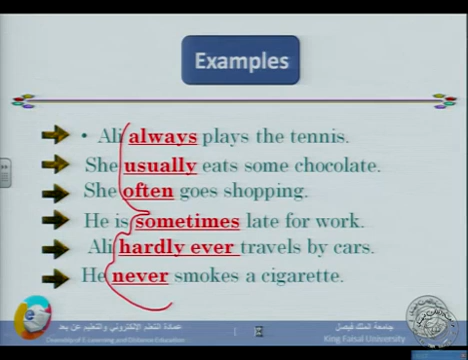 Examples
• Ali always plays the tennis.
She usually eats some chocolate.
She often goes shopping.
He is sometimes late for work.
Ali hardly ever travels by cars.
He never smokes a cigarette.
عمادة التعلم الإلكتروني والتعليم عن بعد
Deanship of E-Learning and Distance Education
جامعة الملك فيصل
King Faisal University